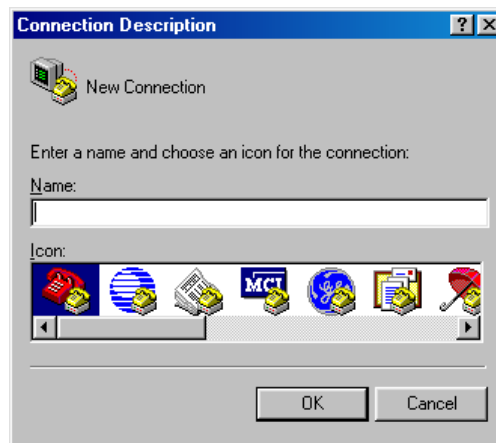 Connection Description
New Connection
Enter a name and choose an icon for the connection:
Name:
Icon:
MCI
OK Cancel